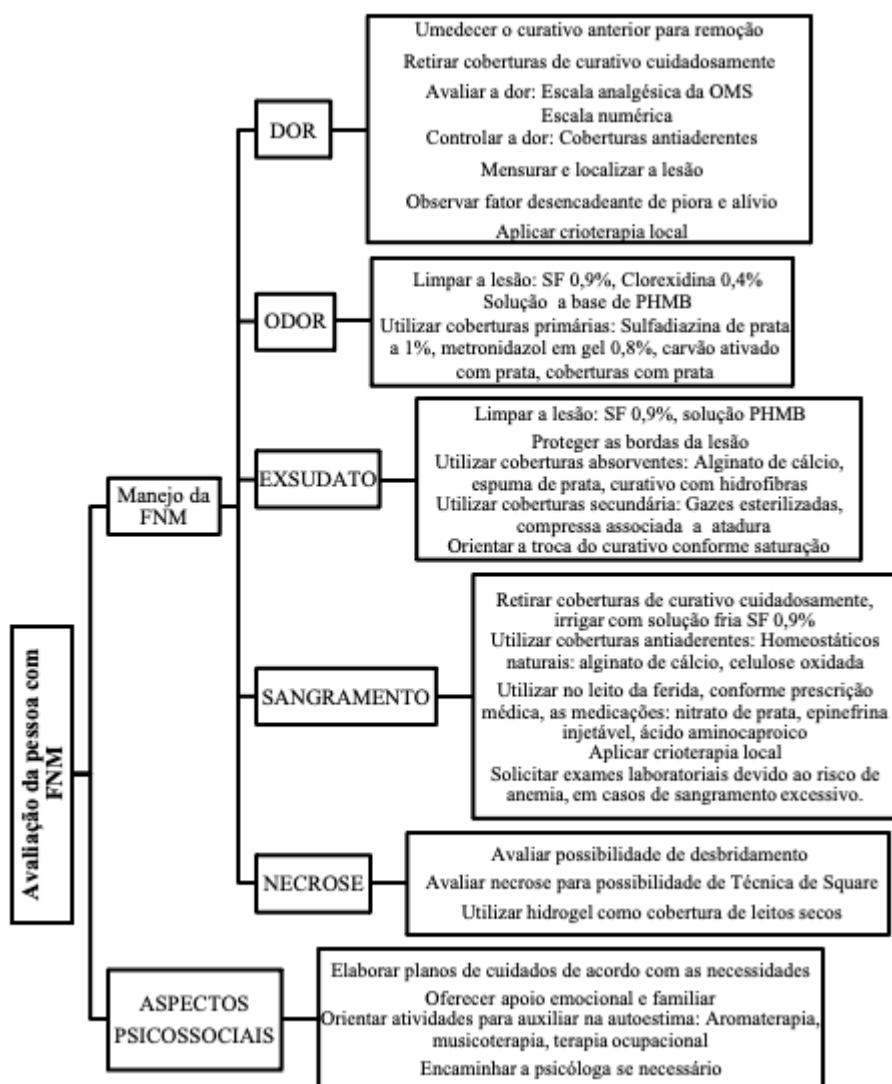 Avaliação da pessoa com
FNM
Manejo da
FNM
DOR
Umedecer o curativo anterior para remoção
Retirar coberturas de curativo cuidadosamente
Avaliar a dor: Escala analgésica da OMS
Escala numérica
Controlar a dor: Coberturas antiaderentes
Mensurar e localizar a lesão
Observar fator desencadeante de piora e alívio
Aplicar crioterapia local
ODOR
Limpar a lesão: SF 0,9%, Clorexidina 0,4%
Solução a base de PHMB
Utilizar coberturas primárias: Sulfadiazina de prata
a 1%, metronidazol em gel 0,8%, carvão ativado
com prata, coberturas com prata
EXSUDATO
Limpar a lesão: SF 0,9%, solução PHMB
Proteger as bordas da lesão
Utilizar coberturas absorventes: Alginato de cálcio,
espuma de prata, curativo com hidrofibras
Utilizar coberturas secundária: Gazes esterilizadas,
compressa associada a atadura
Orientar a troca do curativo conforme saturação
SANGRAMENTO
Retirar coberturas de curativo cuidadosamente,
irrigar com solução fria SF 0,9%
Utilizar coberturas antiaderentes: Homeostáticos
naturais: alginato de cálcio, celulose oxidada
Utilizar no leito da ferida, conforme prescrição
médica, as medicações: nitrato de prata, epinefrina
injetável, ácido aminocaproico
Aplicar crioterapia local
Solicitar exames laboratoriais devido ao risco de
anemia, em casos de sangramento excessivo.
NECROSE
Avaliar possibilidade de desbridamento
Avaliar necrose para possibilidade de Técnica de Square
Utilizar hidrogel como cobertura de leitos secos
ASPECTOS
PSICOSSOCIAIS
Elaborar planos de cuidados de acordo com as necessidades
Oferecer apoio emocional e familiar
Orientar atividades para auxiliar na autoestima: Aromaterapia,
musicoterapia, terapia ocupacional
Encaminhar a psicóloga se necessário